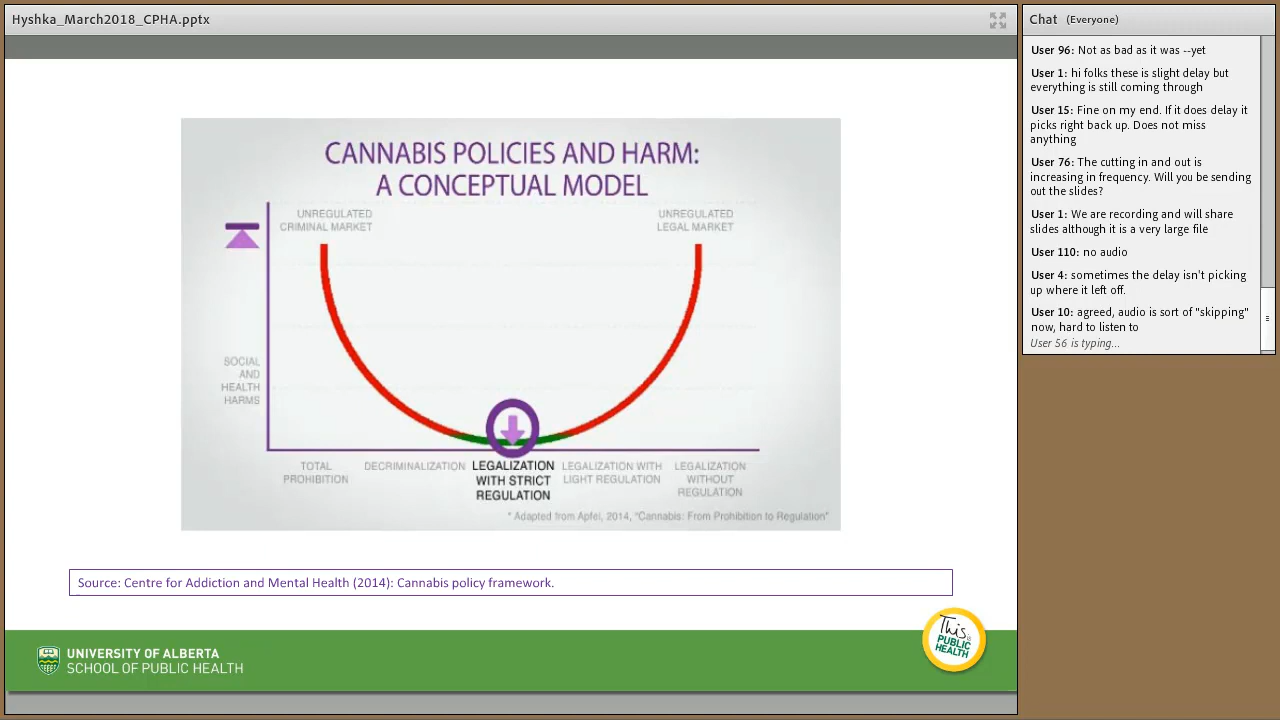 Hyshka_March2018_CPHA.pptx
CANNABIS POLICIES AND HARM:
A CONCEPTUAL MODEL
UNREGULATED
CRIMINAL MARKET
UNREGULATED
LEGAL MARKET
SOCIAL
AND
HEALTH
HARMS
TOTAL
PROHIBITION
DECRIMINALIZATION
LEGALIZATION
WITH STRICT
REGULATION
LEGALIZATION WITH
LIGHT REGULATION
LEGALIZATION
WITHOUT
REGULATION
* Adapted from Apfel, 2014, "Cannabis: From Prohibition to Regulation"
Source: Centre for Addiction and Mental Health (2014): Cannabis policy framework.
UNIVERSITY OF ALBERTA
SCHOOL OF PUBLIC HEALTH
This is
PUBLIC
HEALTH
Chat (Everyone)
User 96: Not as bad as it was --yet
User 1: hi folks these is slight delay but
everything is still coming through
User 15: Fine on my end. If it does delay it
picks right back up. Does not miss
anything
User 76: The cutting in and out is
increasing in frequency. Will you be sending
out the slides?
User 1: We are recording and will share
slides although it is a very large file
User 110: no audio
User 4: sometimes the delay isn't picking
up where it left off.
User 10: agreed, audio is sort of "skipping"
now, hard to listen to
User 56 is typing...